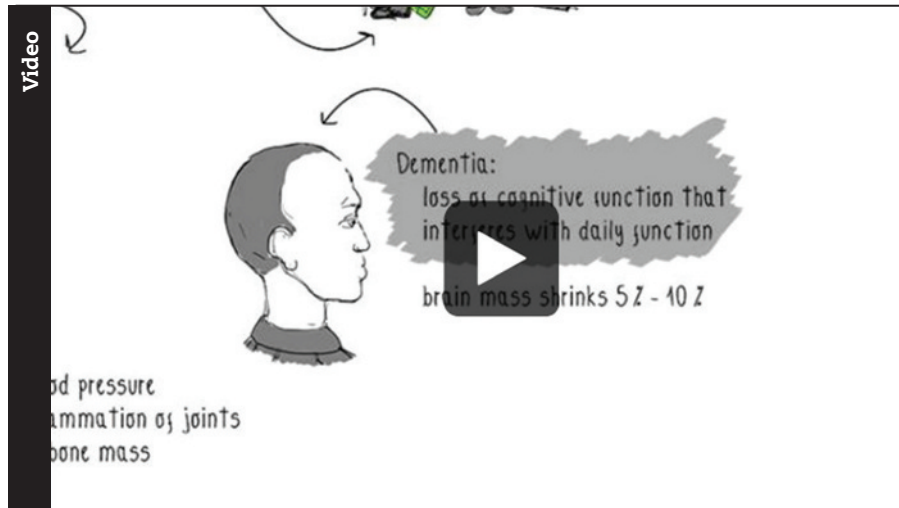 Video
Dementia:
loss of cognitive function that
interferes with daily function
brain mass shrinks 5% - 10%
od pressure
ammation of joints
bone mass